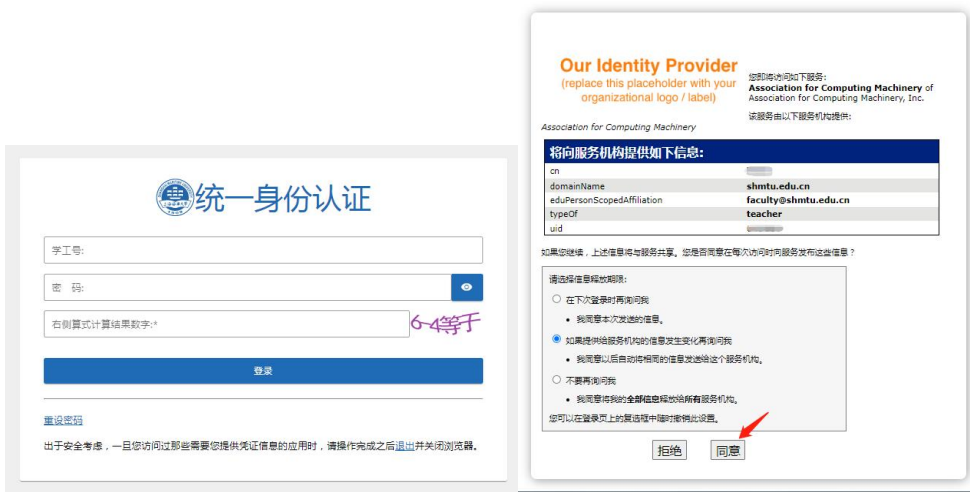 统一身份认证
学工号:
密 码:
右侧算式计算结果数字:*
6-4等于
登录
重设密码
出于安全考虑，一旦您访问过那些需要您提供凭证信息的应用时，请操作完成之后退出并关闭浏览器。
Our Identity Provider
(replace this placeholder with your
organizational logo / label)
您即将访问如下服务:
Association for Computing Machinery of
Association for Computing Machinery, Inc.
该服务由以下服务机构提供:
Association for Computing Machinery
将向服务机构提供如下信息:
cn
domainName shmtu.edu.cn
eduPersonScopedAffiliation faculty@shmtu.edu.cn
typeOf teacher
uid
如果您继续，上述信息将与服务共享。您是否同意在每次访问时向服务发布这些信息？
请选择信息释放期限:
在下次登录时再询问我
• 我同意本次发送的信息。
如果提供给服务机构的信息发生变化再询问我
• 我同意以后自动将相同的信息发送给这个服务机构。
不要再询问我
• 我同意将我的全部信息释放给所有服务机构。
您可以在登录页上的复选框中随时撤销此设置。
拒绝 同意